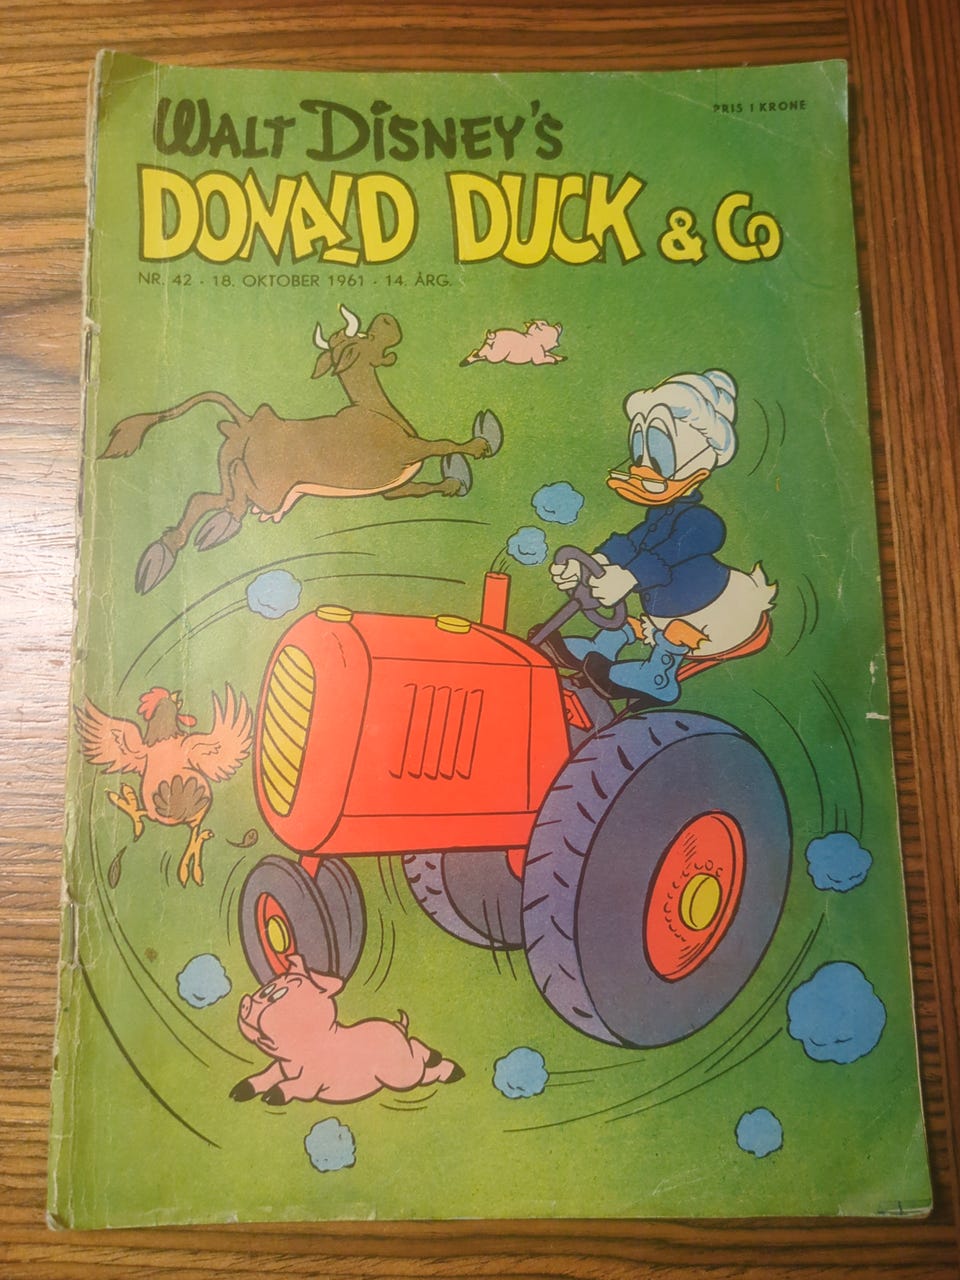 PRIS 1 KRONE
WALT DISNEY'S
DONALD DUCK & Co
NR. 42 · 18. OKTOBER 1961 · 14. ÅRG.